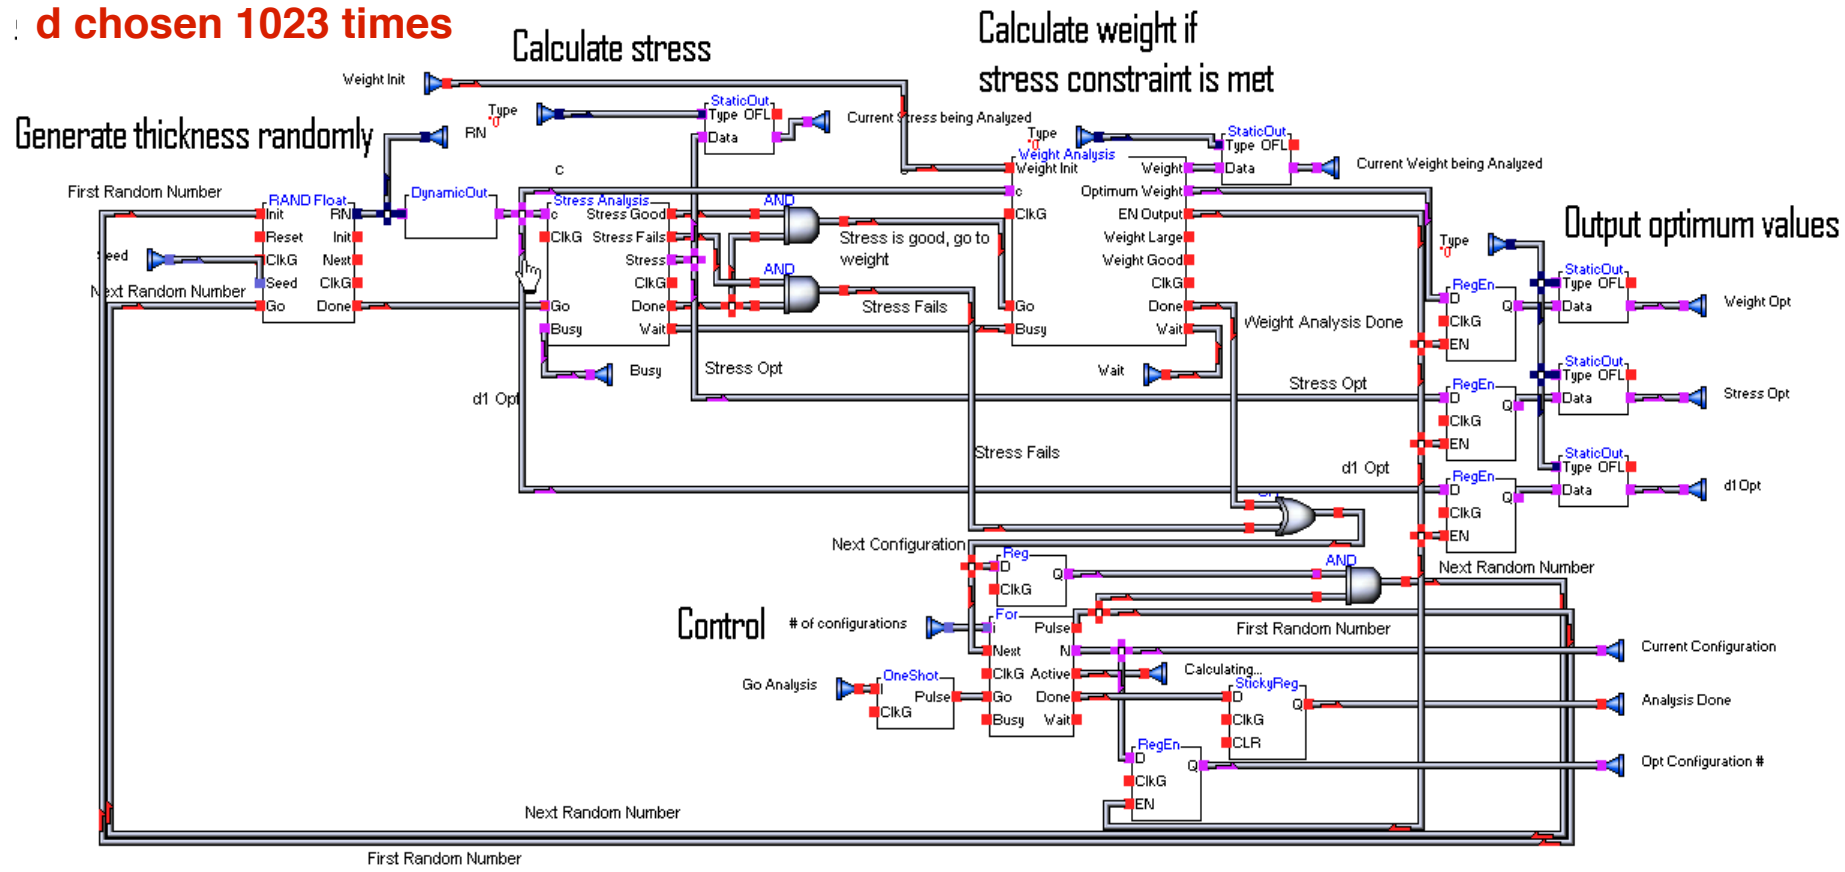 d chosen 1023 times
Calculate stress
Calculate weight if
stress constraint is met
Generate thickness randomly
Output optimum values
Control
Weight Init
RN
Type
'0'
StaticOut
Type OFL
Data
Current Stress being Analyzed
Type
'0'
StaticOut
Type OFL
Data
Current Weight being Analyzed
First Random Number
Seed
Next Random Number
RAND Float
Init RN
Reset Init
ClkG Next
Seed ClkG
Go Done
DynamicOut
c
Stress Analysis
c Stress Good
ClkG Stress Fails
Stress
ClkG
Go Done
Busy Wait
Busy
AND
AND
Stress is good, go to
weight
Stress Fails
Weight Analysis
Weight Init Weight
c Optimum Weight
ClkG EN Output
Weight Large
Weight Good
ClkG
Go Done
Busy Wait
Wait
Weight Analysis Done
Stress Opt
Stress Opt
d1 Opt
d1 Opt
Stress Fails
Type
'0'
RegEn
D Q
ClkG
EN
StaticOut
Type OFL
Data
Weight Opt
RegEn
D Q
ClkG
EN
StaticOut
Type OFL
Data
Stress Opt
RegEn
D Q
ClkG
EN
StaticOut
Type OFL
Data
d1Opt
Next Configuration
Reg
D Q
ClkG
AND
Next Random Number
# of configurations
For
i Pulse
Next N
ClkG Active
Go Done
Busy Wait
First Random Number
Current Configuration
Calculating...
Go Analysis
OneShot
Pulse
ClkG
StickyReg
D Q
ClkG
CLR
Analysis Done
RegEn
D Q
ClkG
EN
Opt Configuration #
Next Random Number
First Random Number